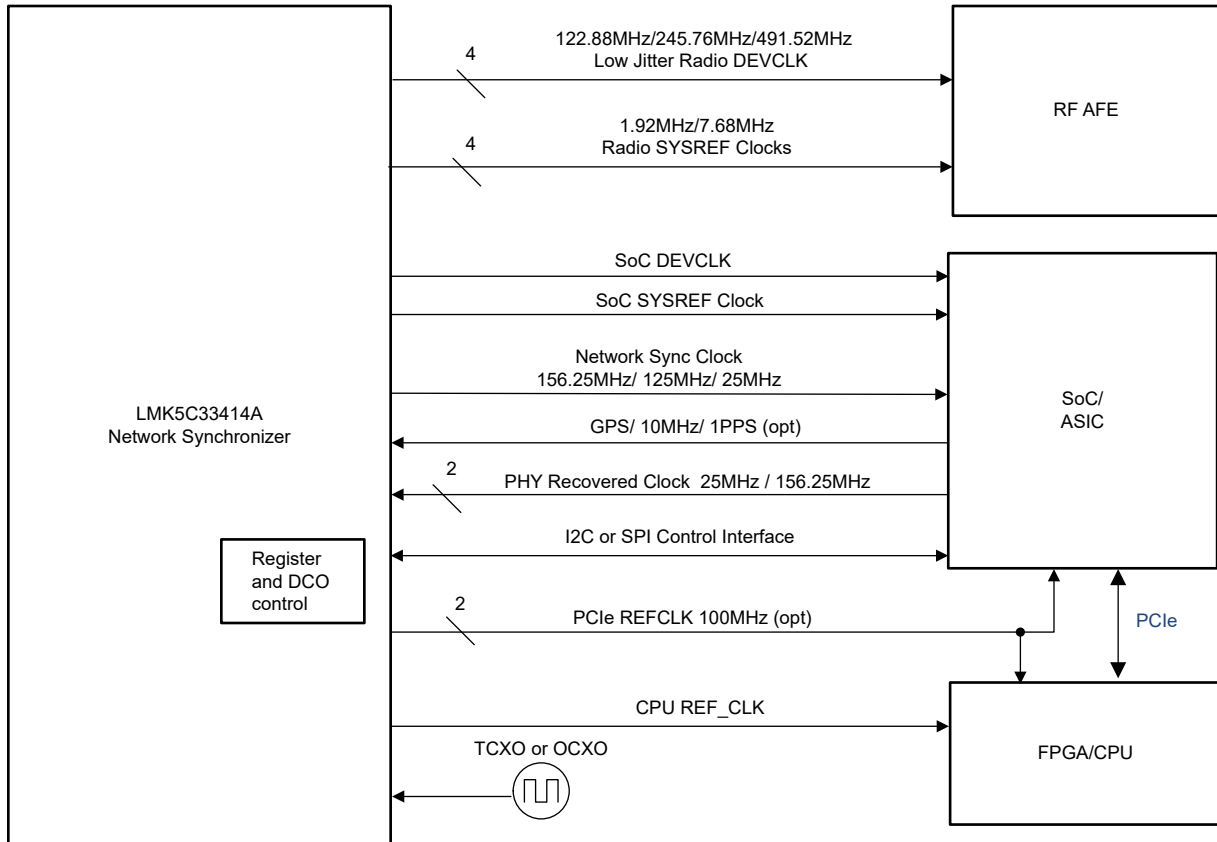 122.88MHz/245.76MHz/491.52MHz
4
Low Jitter Radio DEVCLK
RF AFE
1.92MHz/7.68MHz
4
Radio SYSREF Clocks
SoC DEVCLK
SoC SYSREF Clock
Network Sync Clock
156.25MHz/ 125MHz/ 25MHz
SoC/
ASIC
LMK5C33414A
Network Synchronizer
GPS/ 10MHz/ 1PPS (opt)
2
PHY Recovered Clock 25MHz / 156.25MHz
I2C or SPI Control Interface
Register
and DCO
control
2
PCIe REFCLK 100MHz (opt)
PCIe
CPU REF_CLK
TCXO or OCXO
FPGA/CPU